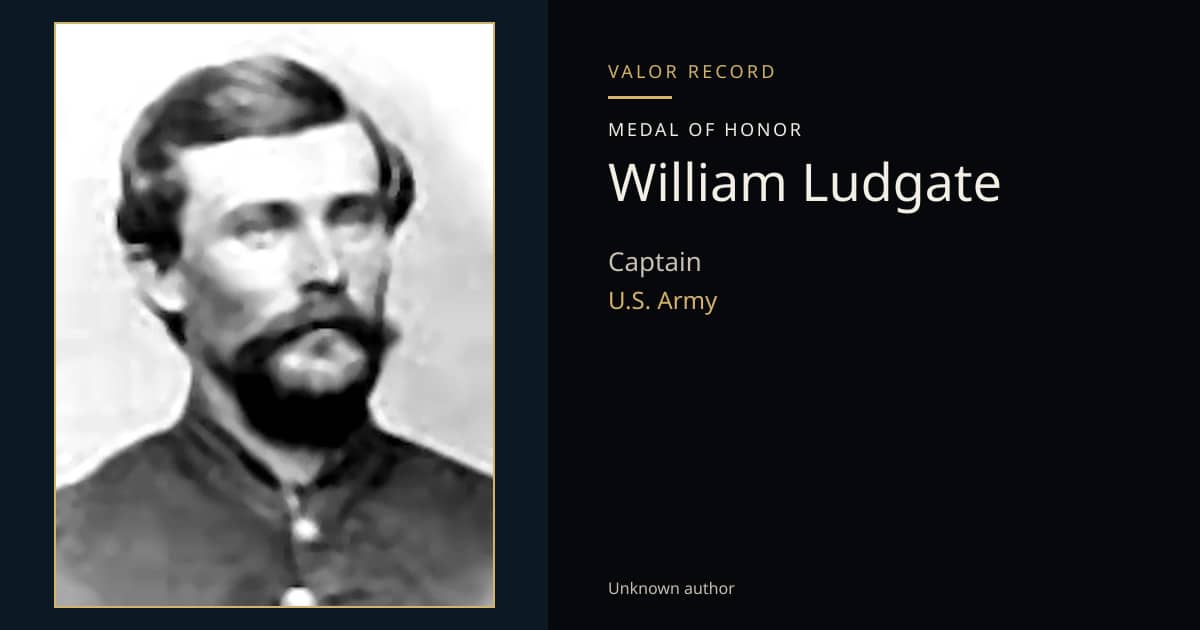 VALOR RECORD
MEDAL OF HONOR
William Ludgate
Captain
U.S. Army
Unknown author